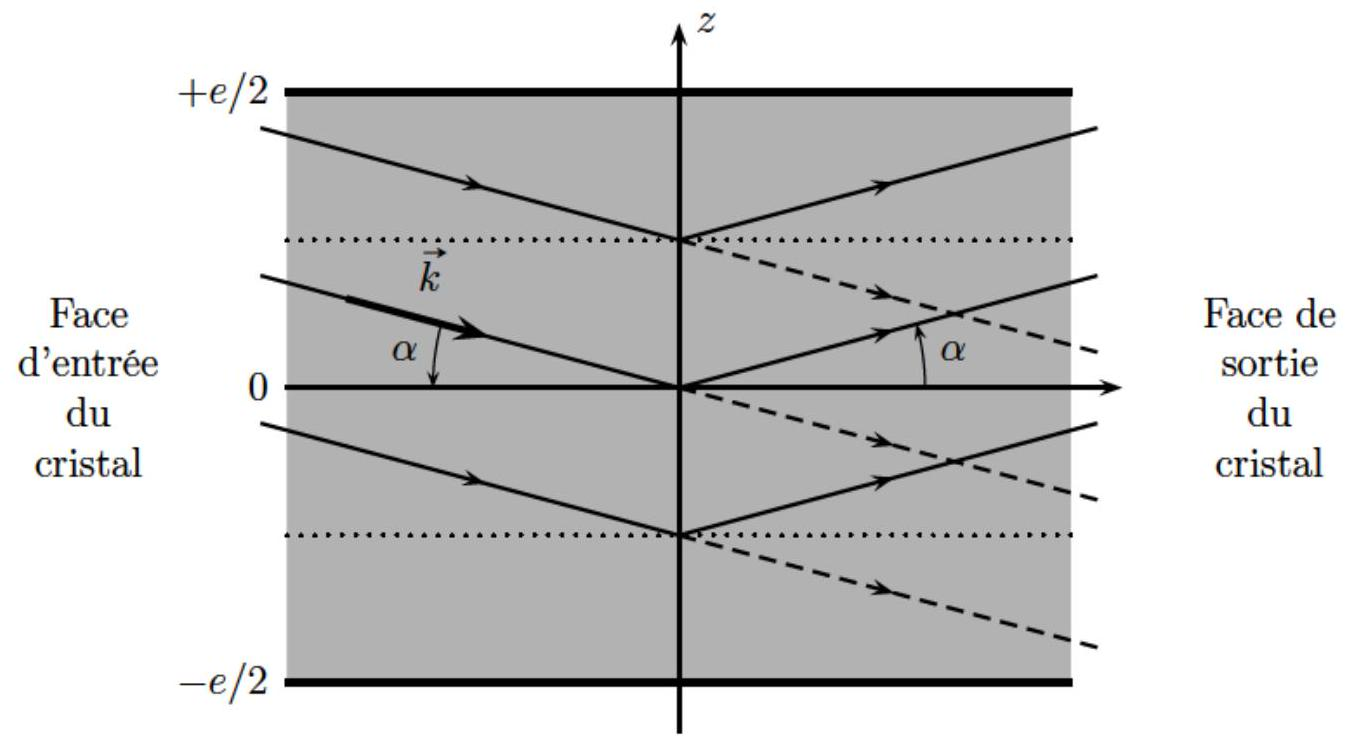 z
+e/2
k⃗
α
Face
d'entrée
du
cristal
0
α
Face de
sortie
du
cristal
−e/2